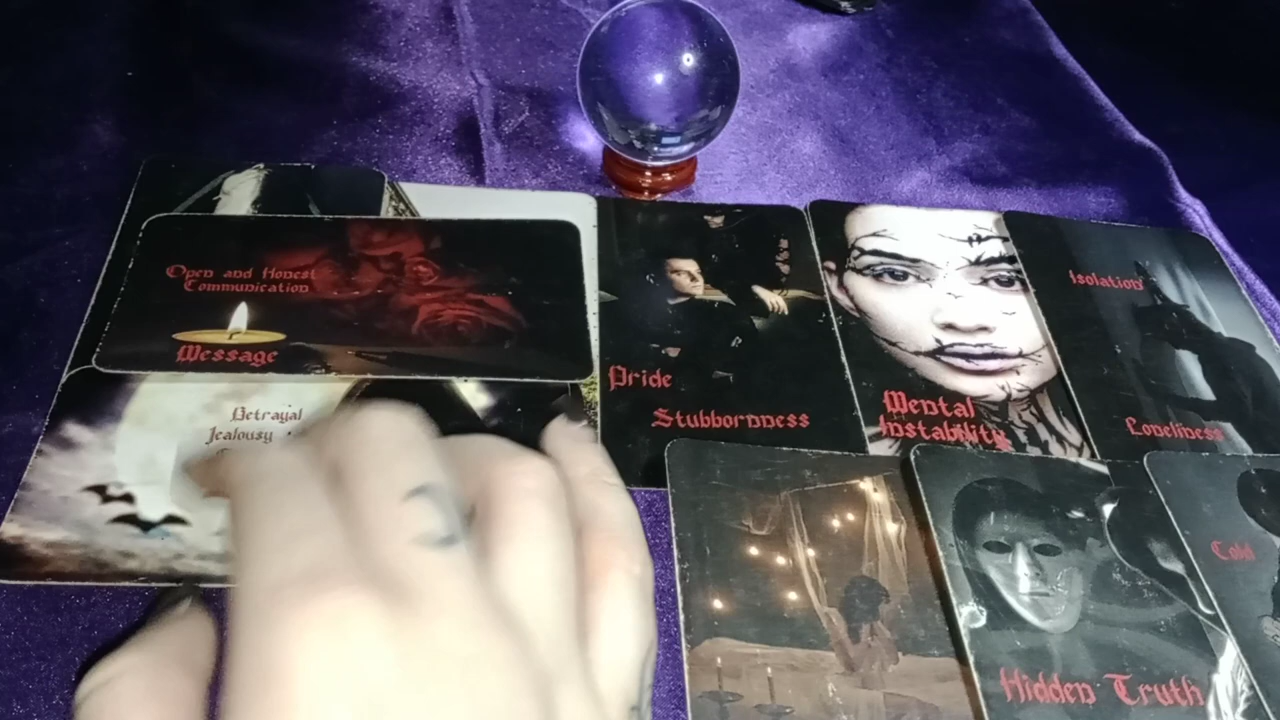 Open and Honest
Communication
Message
Betrayal
Jealousy
Pride
Stubbornness
Mental
Instability
Isolation
Loneliness
Hidden Truth
Cold